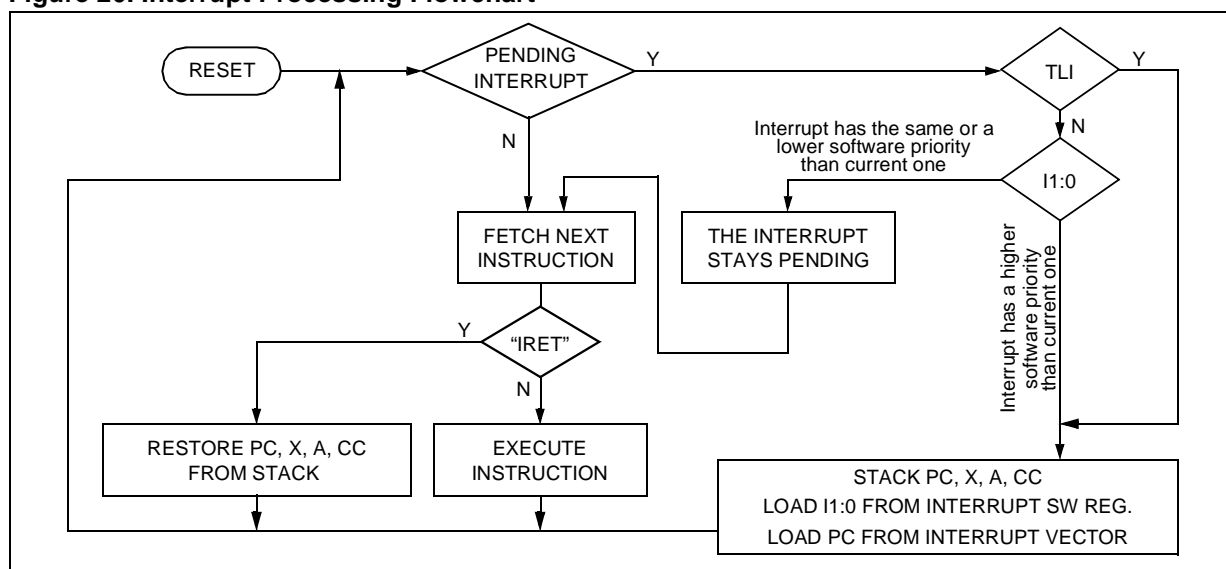 Figure Interrupt Processing Flowchart
RESET
PENDING
INTERRUPT
Y
TLI
Y
N
N
Interrupt has the same or a
lower software priority
than current one
I1:0
FETCH NEXT
INSTRUCTION
THE INTERRUPT
STAYS PENDING
Interrupt has a higher
software priority
than current one
Y
“IRET”
N
RESTORE PC, X, A, CC
FROM STACK
EXECUTE
INSTRUCTION
STACK PC, X, A, CC
LOAD I1:0 FROM INTERRUPT SW REG.
LOAD PC FROM INTERRUPT VECTOR